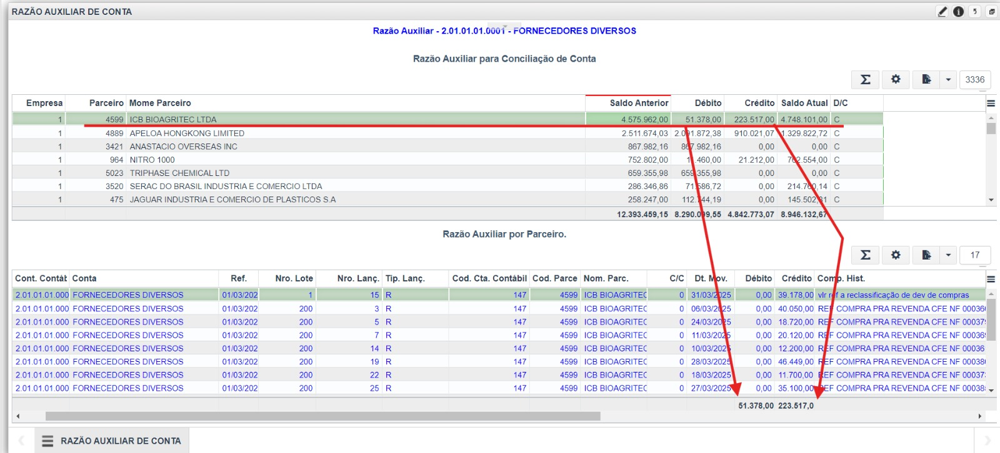 RAZÃO AUXILIAR DE CONTA
Razão Auxiliar - 2.01.01.01.0001 - FORNECEDORES DIVERSOS
Razão Auxiliar para Conciliação de Conta
3336
Empresa Parceiro Mome Parceiro Saldo Anterior Débito Crédito Saldo Atual D/C
1 4599 ICB BIOAGRITEC LTDA 4.575.962,00 51.378,00 223.517,00 4.748.101,00 C
1 4889 APELOA HONGKONG LIMITED 2.511.674,03 2.091.872,38 910.021,07 1.329.822,72 C
1 3421 ANASTACIO OVERSEAS INC 867.982,16 867.982,16 0,00 0,00 C
1 964 NITRO 1000 752.802,00 11.460,00 21.212,00 762.554,00 C
1 5023 TRIPHASE CHEMICAL LTD 659.355,98 659.355,98 0,00 0,00 C
1 3520 SERAC DO BRASIL INDUSTRIA E COMERCIO LTDA 286.346,86 71.586,72 0,00 214.760,14 C
1 475 JAGUAR INDUSTRIA E COMERCIO DE PLASTICOS S.A 258.247,00 112.744,19 0,00 145.502,81 C
12.393.459,15 8.290.099,55 4.842.773,07 8.946.132,67
Razão Auxiliar por Parceiro.
17
Cont. Contáb Conta Ref. Nro. Lote Nro. Lanç. Tip. Lanç. Cod. Cta. Contábil Cod. Parce Nom. Parc. C/C Dt. Mov. Débito Crédito Comp. Hist.
2.01.01.01.000 FORNECEDORES DIVERSOS 01/03/202 1 15 R 147 4599 ICB BIOAGRITEC 0 31/03/2025 0,00 39.178,00 vlr ref a reclassificação de dev de compras
2.01.01.01.000 FORNECEDORES DIVERSOS 01/03/202 200 3 R 147 4599 ICB BIOAGRITEC 0 06/03/2025 0,00 40.050,00 REF COMPRA PRA REVENDA CFE NF 00036
2.01.01.01.000 FORNECEDORES DIVERSOS 01/03/202 200 5 R 147 4599 ICB BIOAGRITEC 0 24/03/2025 0,00 18.720,00 REF COMPRA PRA REVENDA CFE NF 00037
2.01.01.01.000 FORNECEDORES DIVERSOS 01/03/202 200 7 R 147 4599 ICB BIOAGRITEC 0 11/03/2025 0,00 20.120,00 REF COMPRA PRA REVENDA CFE NF 00036
2.01.01.01.000 FORNECEDORES DIVERSOS 01/03/202 200 14 R 147 4599 ICB BIOAGRITEC 0 10/03/2025 0,00 12.200,00 REF COMPRA PRA REVENDA CFE NF 00036
2.01.01.01.000 FORNECEDORES DIVERSOS 01/03/202 200 19 R 147 4599 ICB BIOAGRITEC 0 28/03/2025 0,00 46.449,00 REF COMPRA PRA REVENDA CFE NF 00038
2.01.01.01.000 FORNECEDORES DIVERSOS 01/03/202 200 22 R 147 4599 ICB BIOAGRITEC 0 18/03/2025 0,00 11.700,00 REF COMPRA PRA REVENDA CFE NF 00037
2.01.01.01.000 FORNECEDORES DIVERSOS 01/03/202 200 25 R 147 4599 ICB BIOAGRITEC 0 27/03/2025 0,00 35.100,00 REF COMPRA PRA REVENDA CFE NF 00038
51.378,00 223.517,0
RAZÃO AUXILIAR DE CONTA